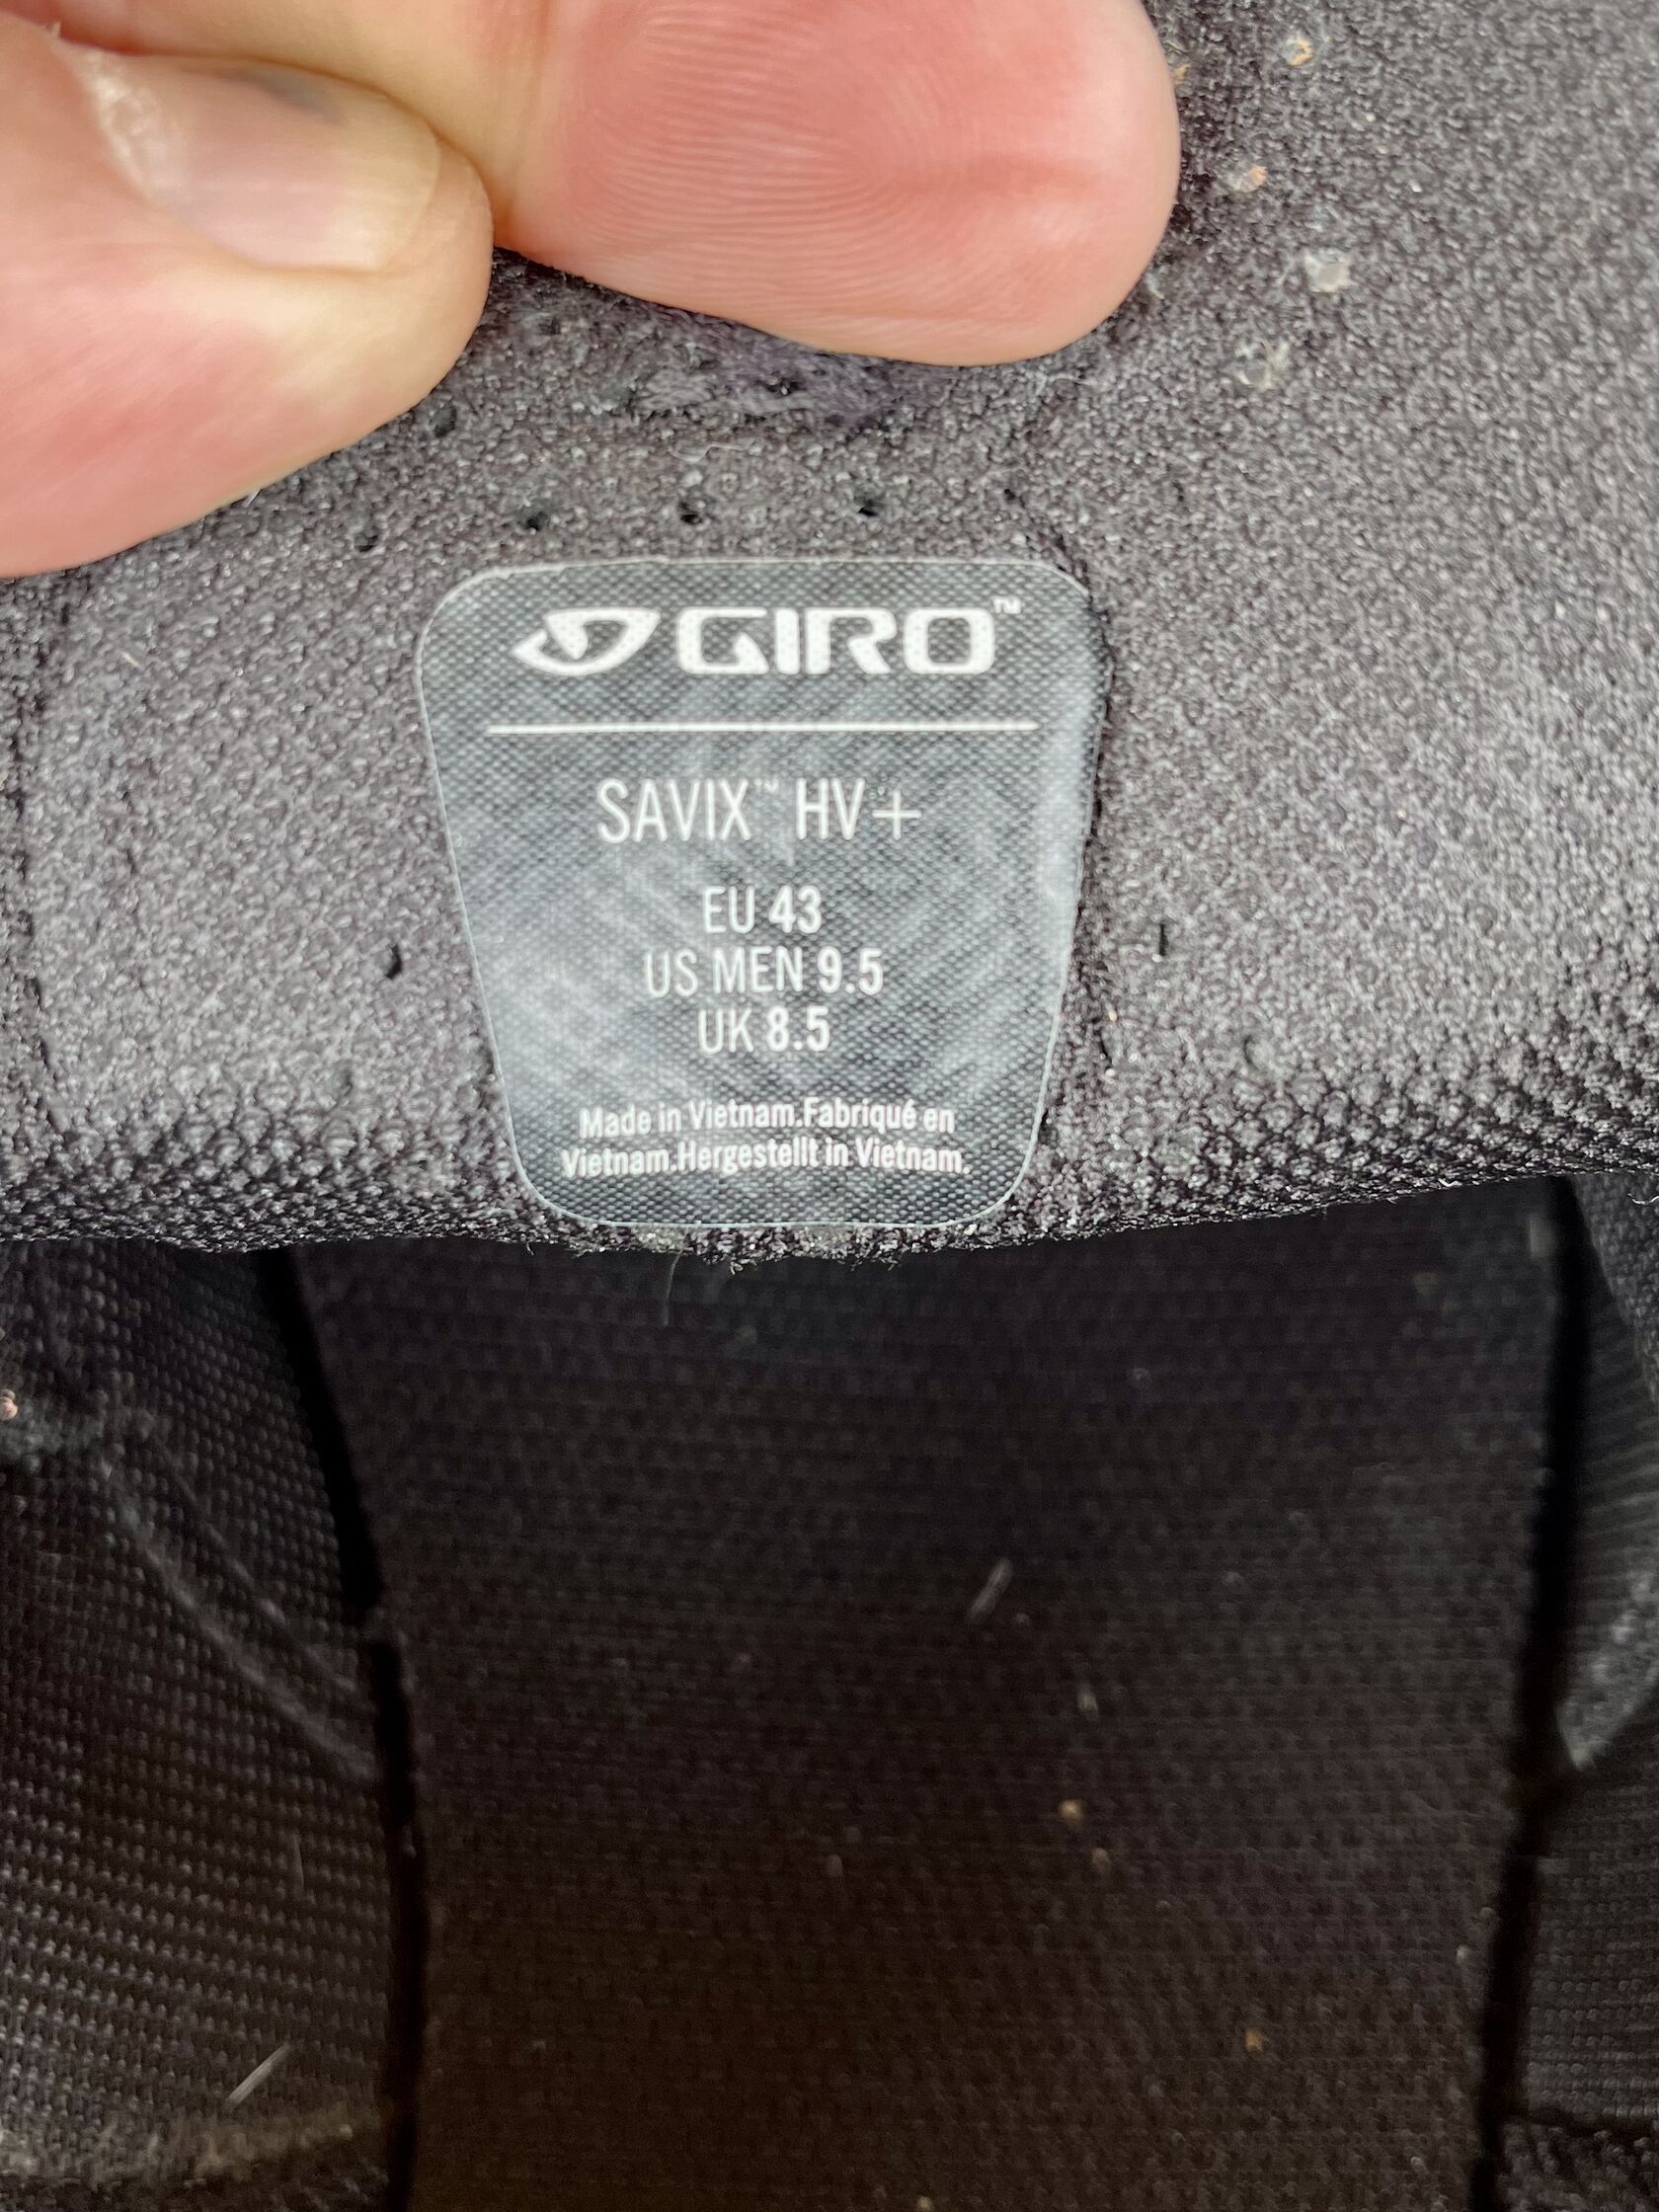 GIRO™
SAVIX™ HV+
EU 43
US MEN 9.5
UK 8.5
Made in Vietnam.Fabriqué en
Vietnam.Hergestellt in Vietnam.